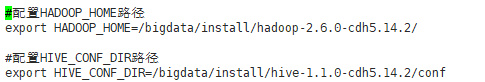 #配置HADOOP_HOME路径
export HADOOP_HOME=/bigdata/install/hadoop-2.6.0-cdh5.14.2/
#配置HIVE_CONF_DIR路径
export HIVE_CONF_DIR=/bigdata/install/hive-1.1.0-cdh5.14.2/conf